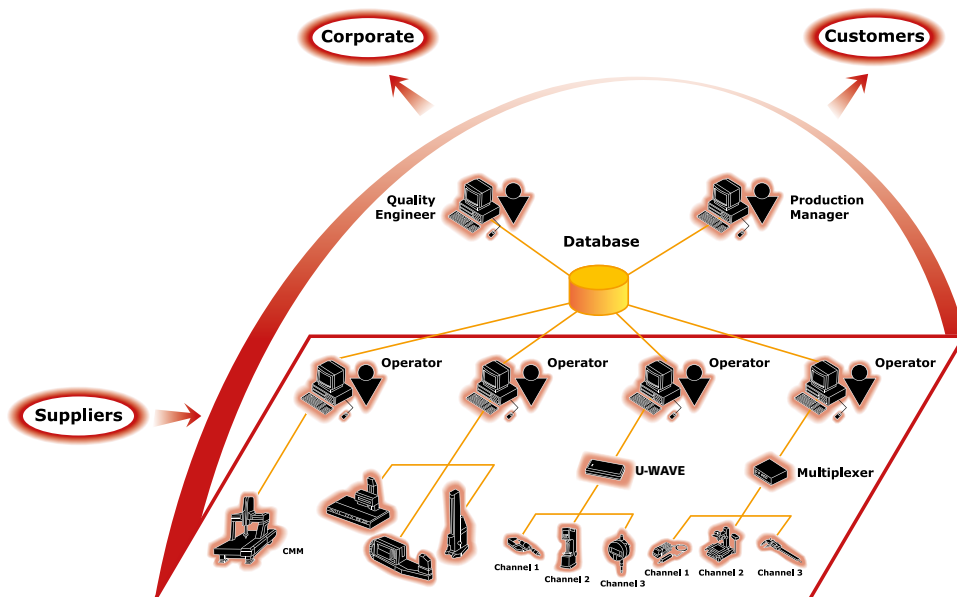 Corporate
Customers
Quality
Engineer
Production
Manager
Database
Operator
Operator
Operator
Operator
Suppliers
U-WAVE
Multiplexer
CMM
Channel 1
Channel 2
Channel 3
Channel 1
Channel 2
Channel 3